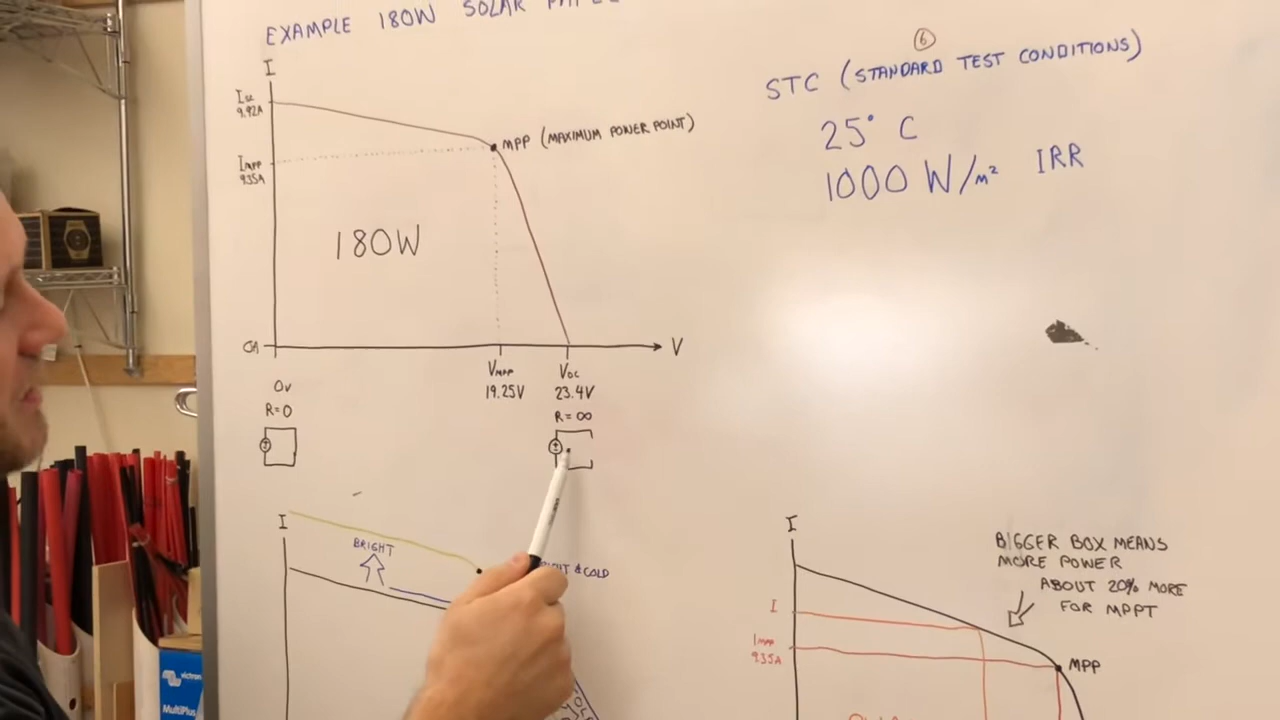 EXAMPLE 180W SOLAR
I
Isc
9.92A
MPP (MAXIMUM POWER POINT)
Impp
9.35A
180W
0A
V
Vmpp
19.25V
Voc
23.4V
0v
R=0
R=∞
6
STC (STANDARD TEST CONDITIONS)
25° C
1000 W/m² IRR
I
BRIGHT
& COLD
victron
MultiPlus
I
BIGGER BOX MEANS
MORE POWER
ABOUT 20% MORE
FOR MPPT
I
Impp
9.35A
MPP